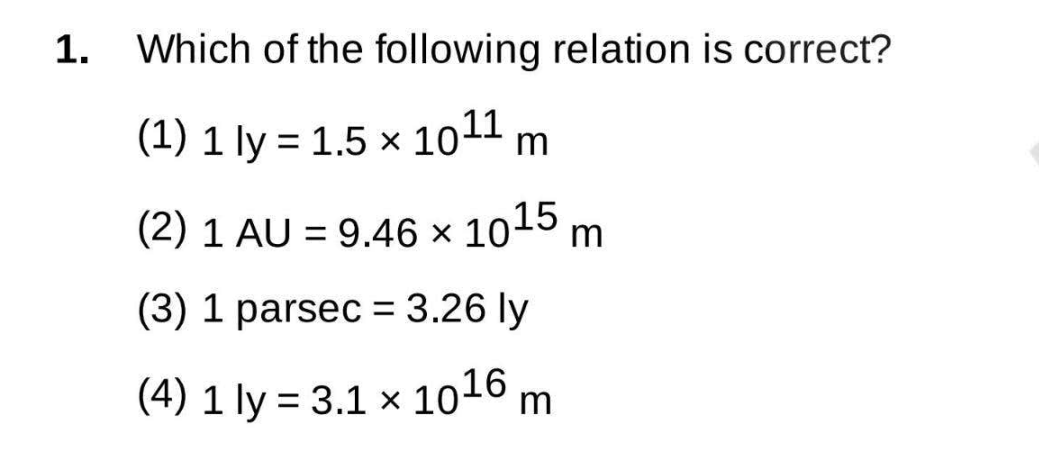 1. Which of the following relation is correct?
(1) 1 ly = 1.5 × 10¹¹ m
(2) 1 AU = 9.46 × 10¹⁵ m
(3) 1 parsec = 3.26 ly
(4) 1 ly = 3.1 × 10¹⁶ m